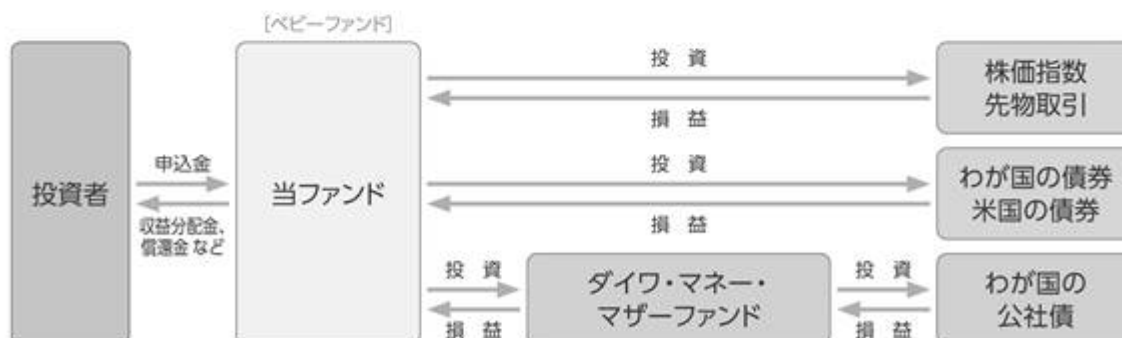 [ベビーファンド]
投資者
申込金
収益分配金、
償還金 など
当ファンド
投 資
損 益
株価指数
先物取引
投 資
損 益
わが国の債券
米国の債券
投 資
損 益
ダイワ・マネー・
マザーファンド
投 資
損 益
わが国の
公社債